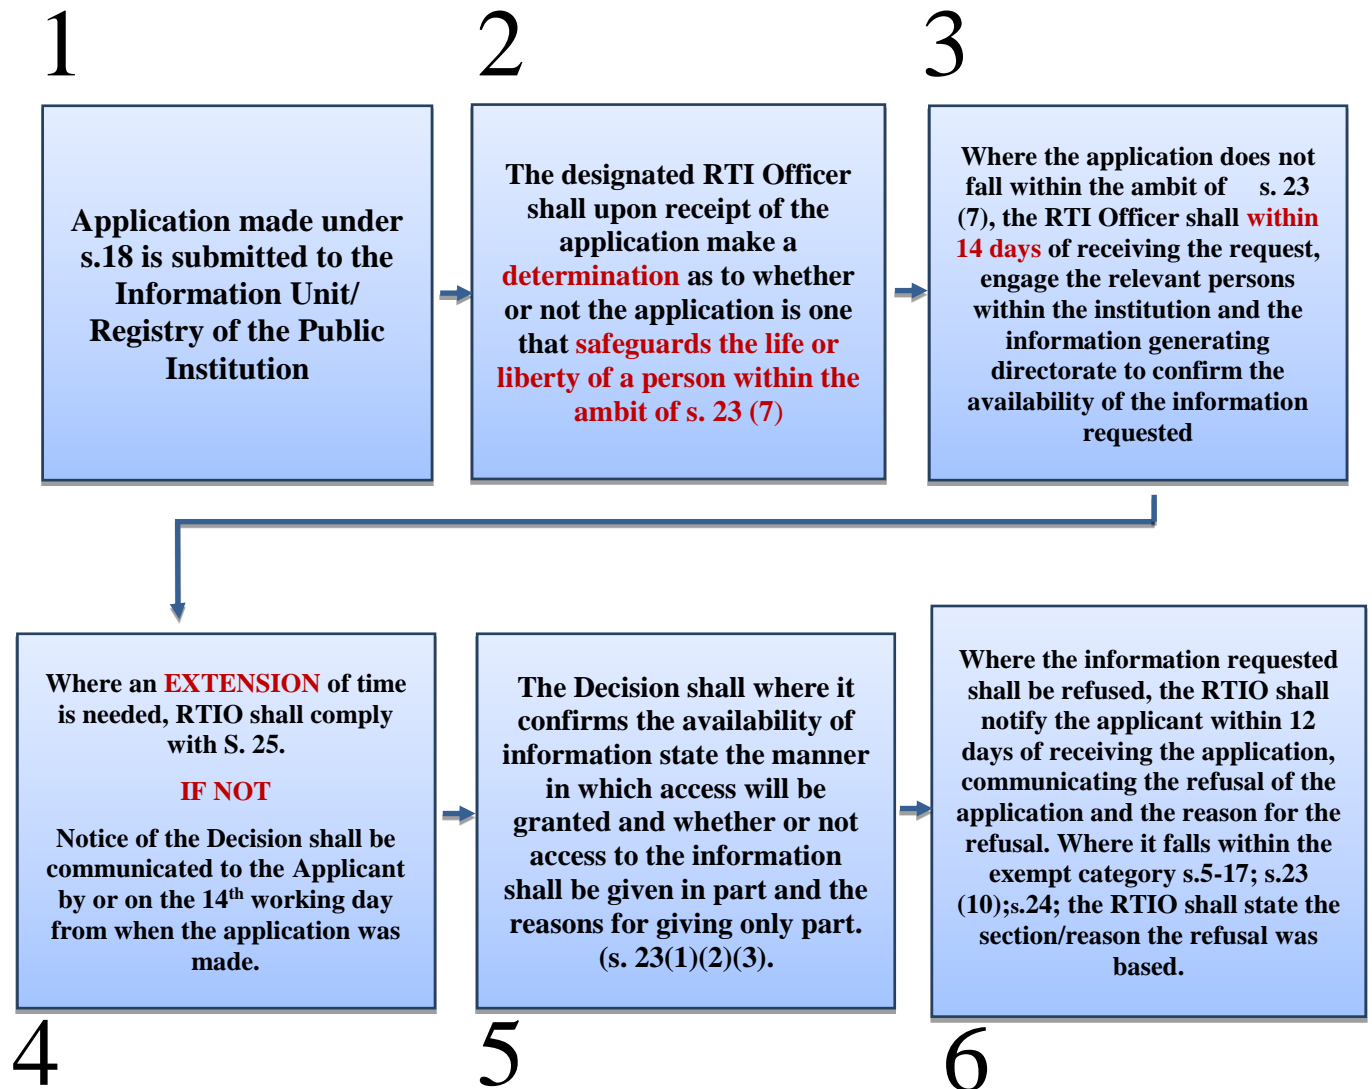 1
2
3
Application made under
s.18 is submitted to the
Information Unit/
Registry of the Public
Institution
The designated RTI Officer
shall upon receipt of the
application make a
determination as to whether
or not the application is one
that safeguards the life or
liberty of a person within the
ambit of s. 23 (7)
Where the application does not
fall within the ambit of s. 23
(7), the RTI Officer shall within
14 days of receiving the request,
engage the relevant persons
within the institution and the
information generating
directorate to confirm the
availability of the information
requested
Where an EXTENSION of time
is needed, RTIO shall comply
with S. 25.
IF NOT
Notice of the Decision shall be
communicated to the Applicant
by or on the 14th working day
from when the application was
made.
The Decision shall where it
confirms the availability of
information state the manner
in which access will be
granted and whether or not
access to the information
shall be given in part and the
reasons for giving only part.
(s. 23(1)(2)(3).
Where the information requested
shall be refused, the RTIO shall
notify the applicant within 12
days of receiving the application,
communicating the refusal of the
application and the reason for the
refusal. Where it falls within the
exempt category s.5-17; s.23
(10);s.24; the RTIO shall state the
section/reason the refusal was
based.
4
5
6